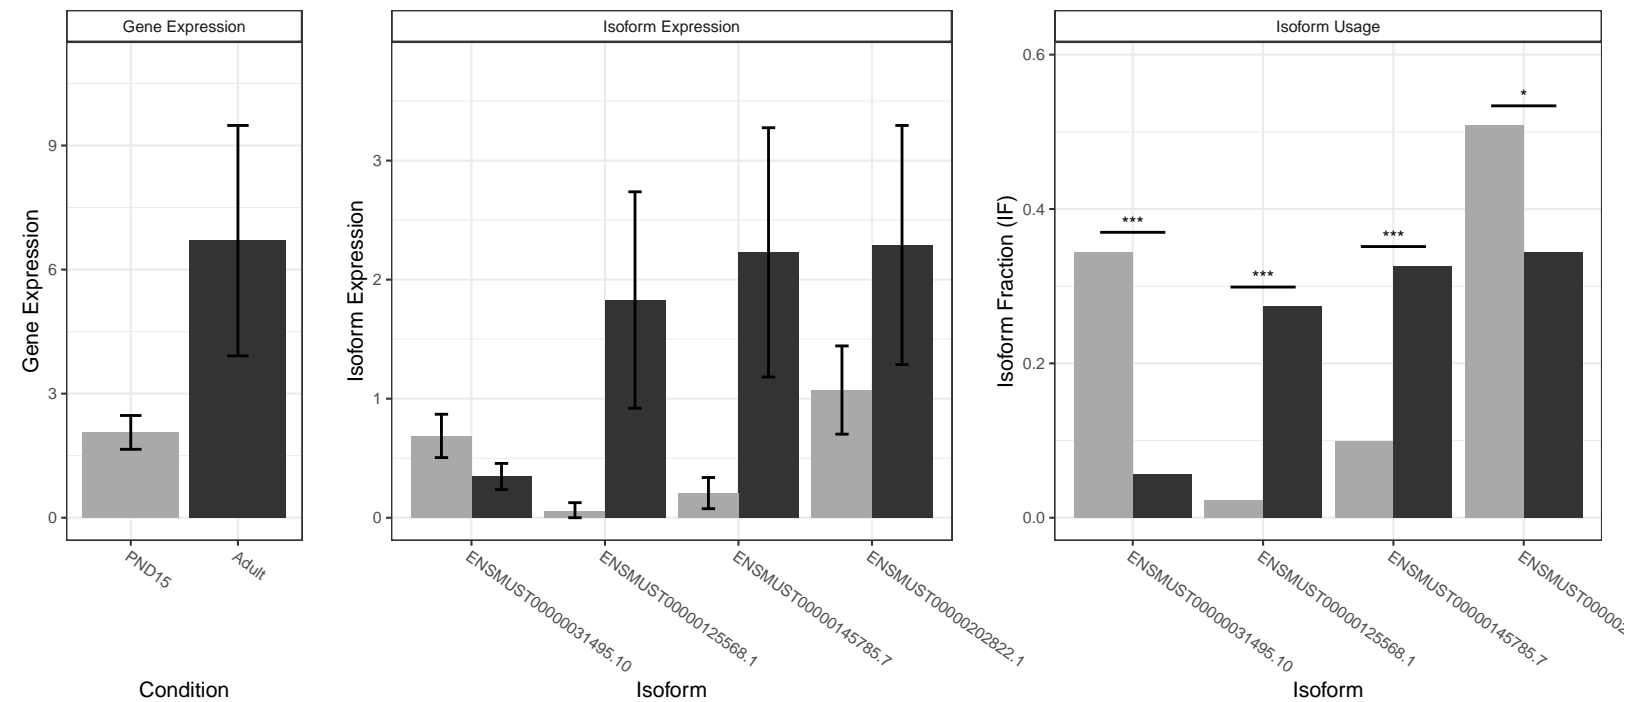 Gene Expression
Isoform Expression
Isoform Usage
Gene Expression
9
6
3
0
PND15
Adult
Condition
Isoform Expression
3
2
1
0
ENSMUST00000031495.10
ENSMUST00000125568.1
ENSMUST00000145785.7
ENSMUST00000202822.1
Isoform
Isoform Fraction (IF)
0.6
0.4
0.2
0.0
***
***
***
*
ENSMUST00000031495.10
ENSMUST00000125568.1
ENSMUST00000145785.7
ENSMUST000002
Isoform